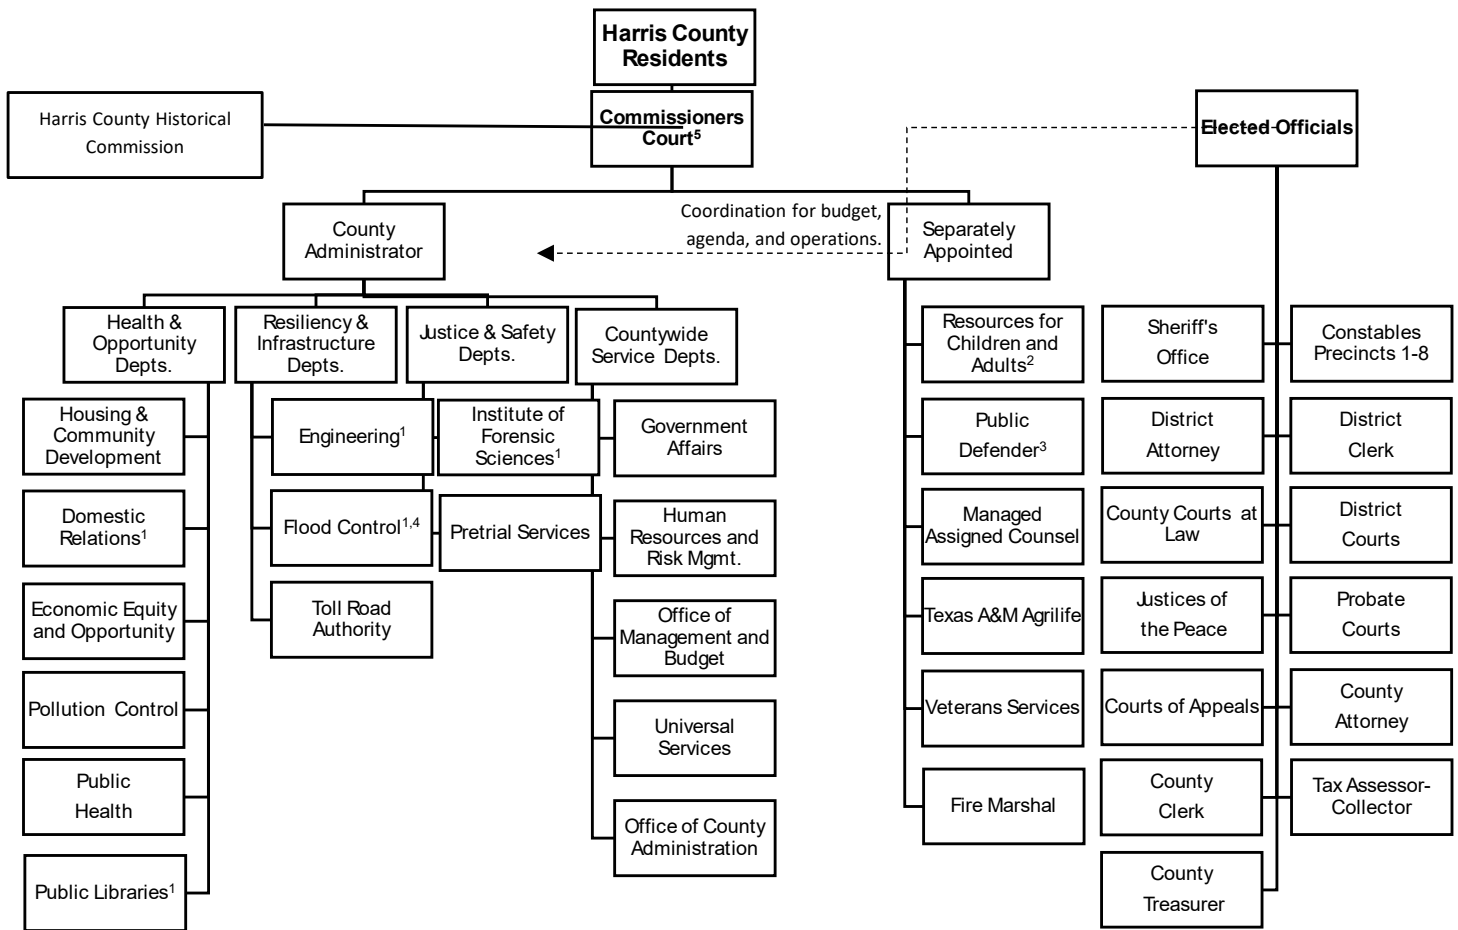 Harris County
Residents
Harris County Historical
Commission
Commissioners
Court⁵
Elected Officials
County
Administrator
Coordination for budget,
agenda, and operations.
Separately
Appointed
Health &
Opportunity
Depts.
Resiliency &
Infrastructure
Depts.
Justice & Safety
Depts.
Countywide
Service Depts.
Housing &
Community
Development
Domestic
Relations¹
Economic Equity
and Opportunity
Pollution Control
Public
Health
Public Libraries¹
Engineering¹
Flood Control¹,⁴
Toll Road
Authority
Institute of
Forensic
Sciences¹
Pretrial Services
Government
Affairs
Human
Resources and
Risk Mgmt.
Office of
Management and
Budget
Universal
Services
Office of County
Administration
Resources for
Children and
Adults²
Public
Defender³
Managed
Assigned Counsel
Texas A&M Agrilife
Veterans Services
Fire Marshal
Sheriff's
Office
District
Attorney
County Courts at
Law
Justices of
the Peace
Courts of Appeals
County
Clerk
County
Treasurer
Constables
Precincts 1-8
District
Clerk
District
Courts
Probate
Courts
County
Attorney
Tax Assessor-
Collector